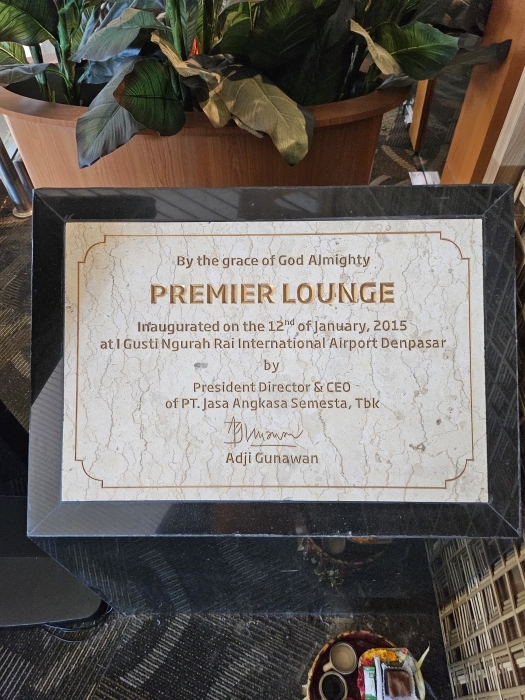 By the grace of God Almighty
PREMIER LOUNGE
Inaugurated on the 12nd of January, 2015
at I Gusti Ngurah Rai International Airport Denpasar
by
President Director & CEO
of PT. Jasa Angkasa Semesta, Tbk
Adji Gunawan